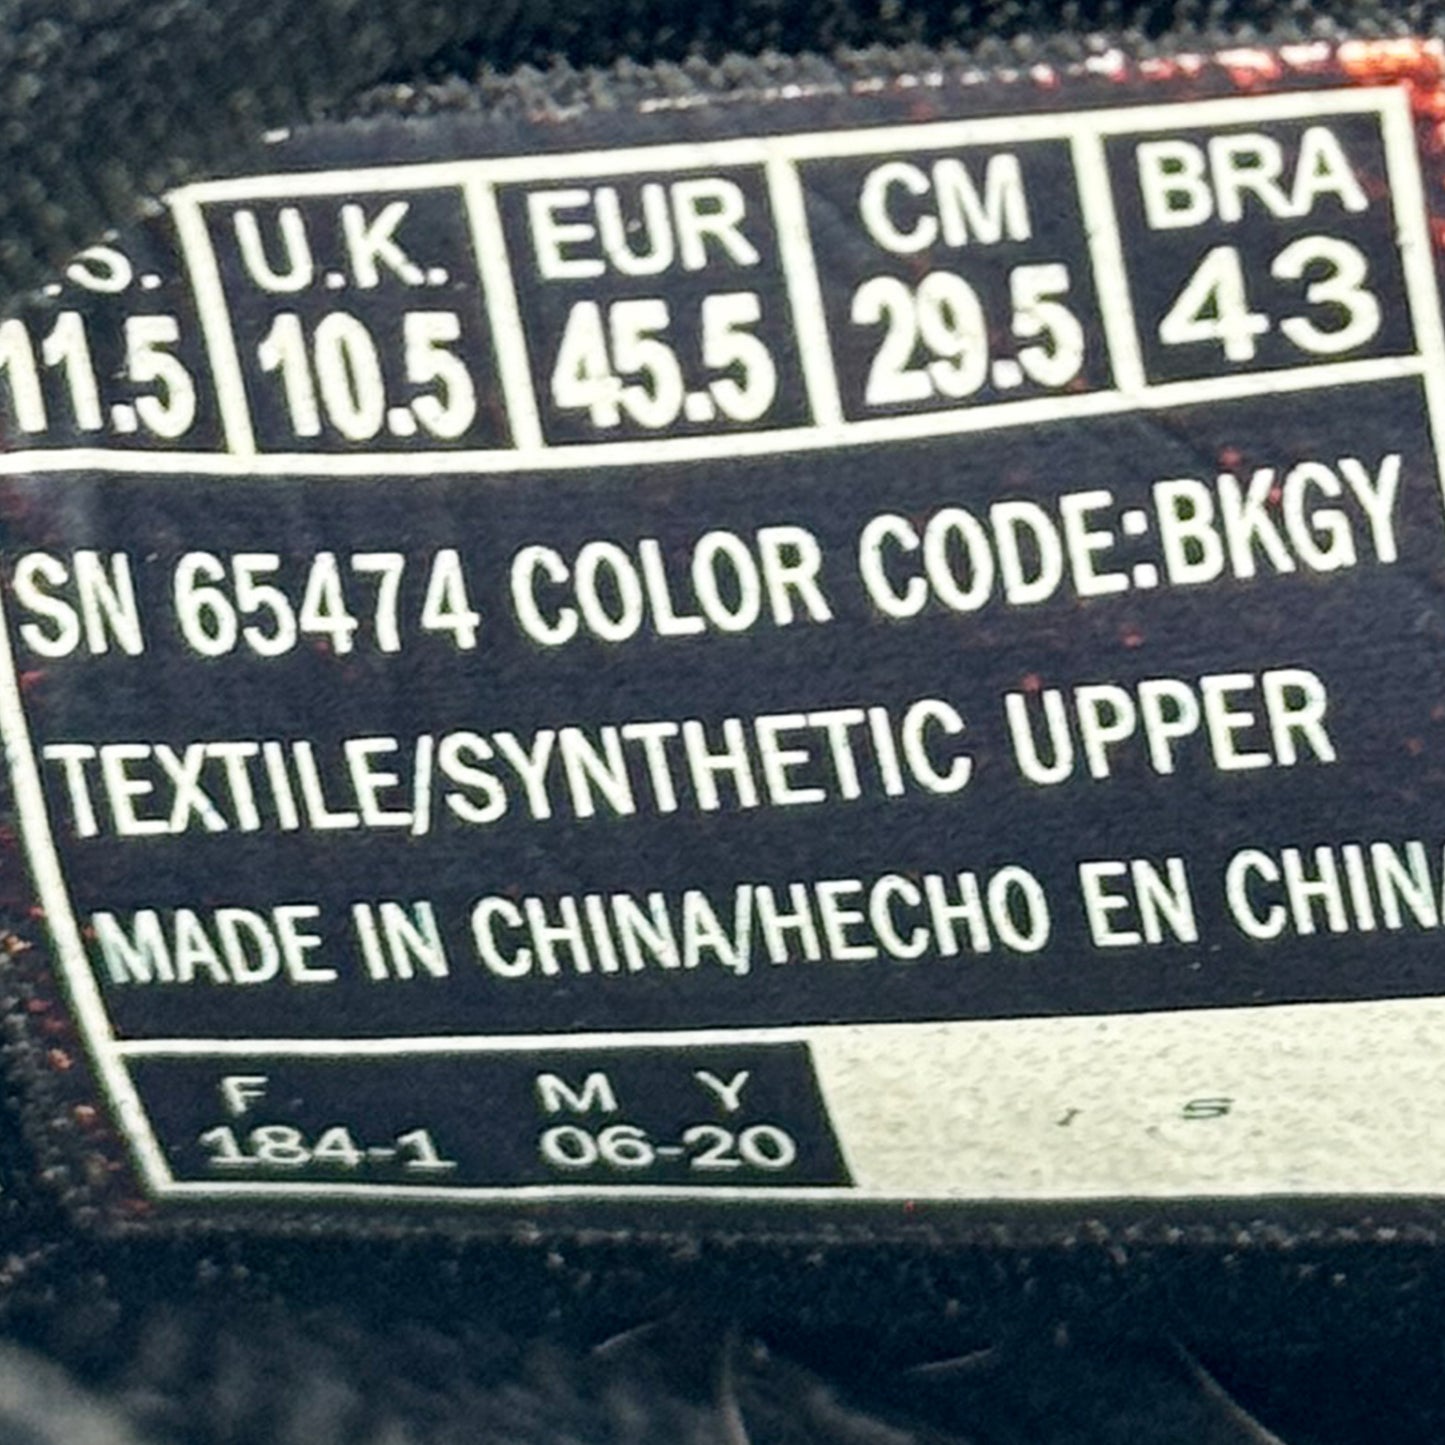 U.K. EUR CM BRA
11.5 10.5 45.5 29.5 43
SN 65474 COLOR CODE:BKGY
TEXTILE/SYNTHETIC UPPER
MADE IN CHINA/HECHO EN CHINA
F M Y
184-1 06-20